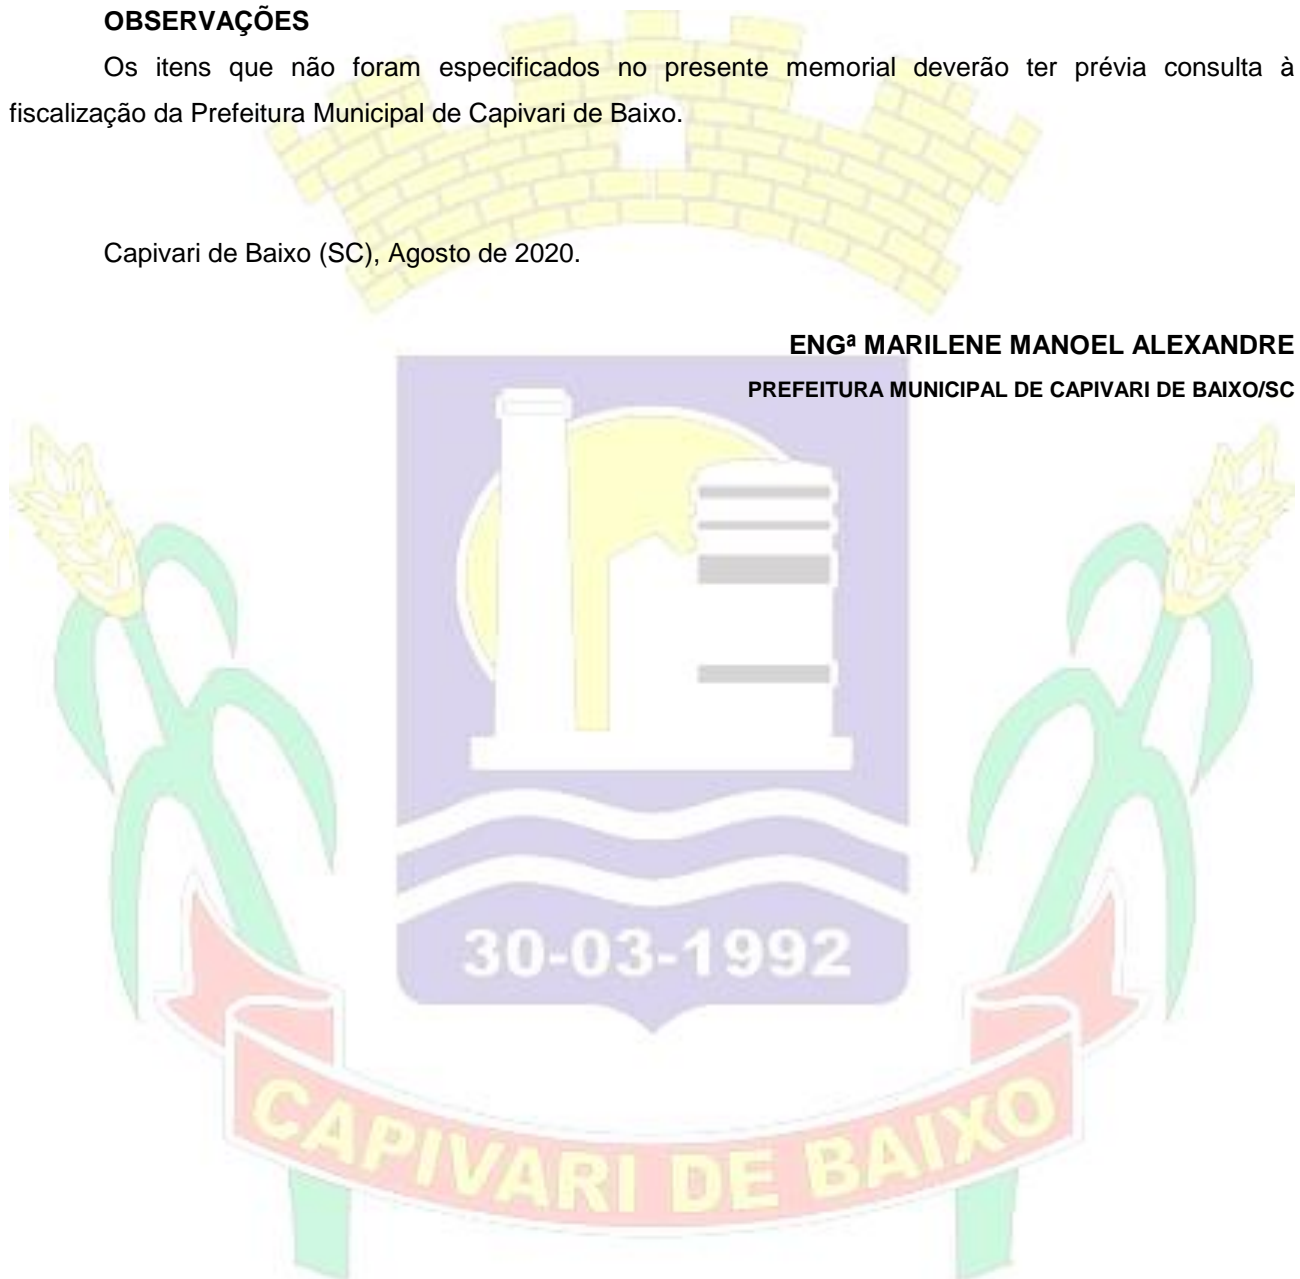 OBSERVAÇÕES
Os itens que não foram especificados no presente memorial deverão ter prévia consulta à
fiscalização da Prefeitura Municipal de Capivari de Baixo.
Capivari de Baixo (SC), Agosto de 2020.
ENGª MARILENE MANOEL ALEXANDRE
PREFEITURA MUNICIPAL DE CAPIVARI DE BAIXO/SC
30-03-1992
CAPIVARI DE BAIXO